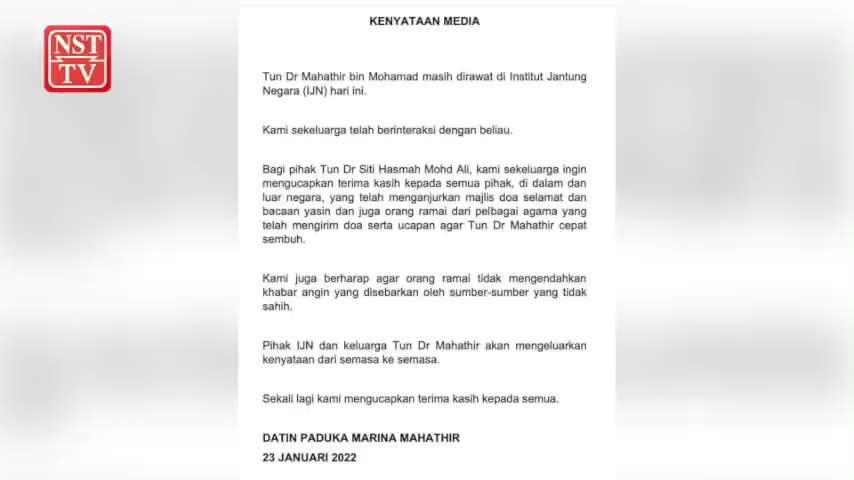 NST
TV
KENYATAAN MEDIA
Tun Dr Mahathir bin Mohamad masih dirawat di Institut Jantung
Negara (IJN) hari ini.
Kami sekeluarga telah berinteraksi dengan beliau.
Bagi pihak Tun Dr Siti Hasmah Mohd Ali, kami sekeluarga ingin
mengucapkan terima kasih kepada semua pihak, di dalam dan
luar negara, yang telah menganjurkan majlis doa selamat dan
bacaan yasin dan juga orang ramai dari pelbagai agama yang
telah mengirim doa serta ucapan agar Tun Dr Mahathir cepat
sembuh.
Kami juga berharap agar orang ramai tidak mengendahkan
khabar angin yang disebarkan oleh sumber-sumber yang tidak
sahih.
Pihak IJN dan keluarga Tun Dr Mahathir akan mengeluarkan
kenyataan dari semasa ke semasa.
Sekali lagi kami mengucapkan terima kasih kepada semua.
DATIN PADUKA MARINA MAHATHIR
23 JANUARI 2022